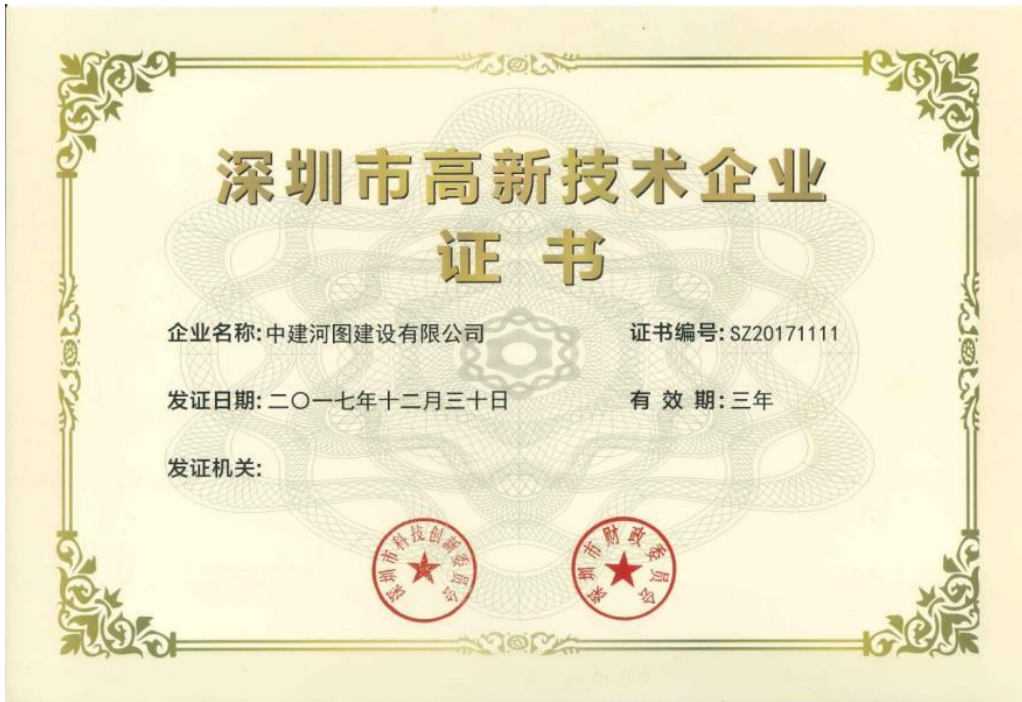 深圳市高新技术企业
证书
企业名称:中建河图建设有限公司
证书编号:SZ20171111
发证日期:二〇一七年十二月三十日
有效期:三年
发证机关:
深圳市科技创新委员会
深圳市财政委员会